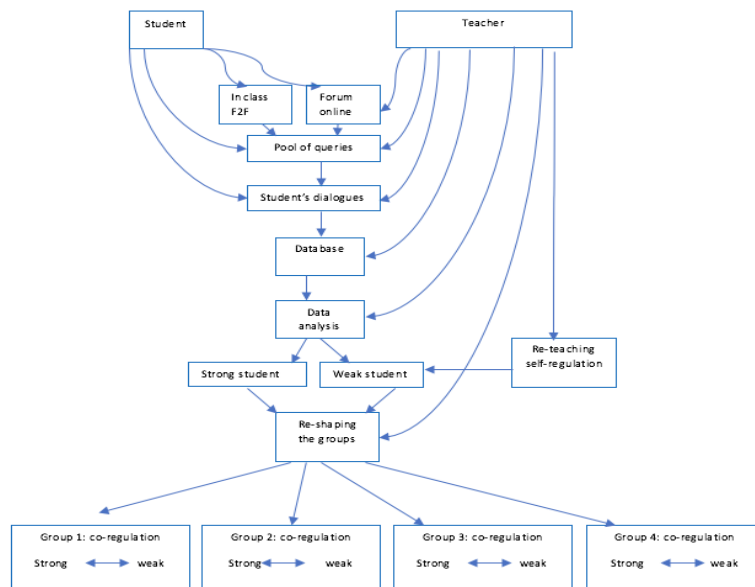 Student
Teacher
In class
F2F
Forum
online
Pool of queries
Student's dialogues
Database
Data
analysis
Strong student
Weak student
Re-teaching
self-regulation
Re-shaping
the groups
Group 1: co-regulation
Strong weak
Group 2: co-regulation
Strong weak
Group 3: co-regulation
Strong weak
Group 4: co-regulation
Strong weak